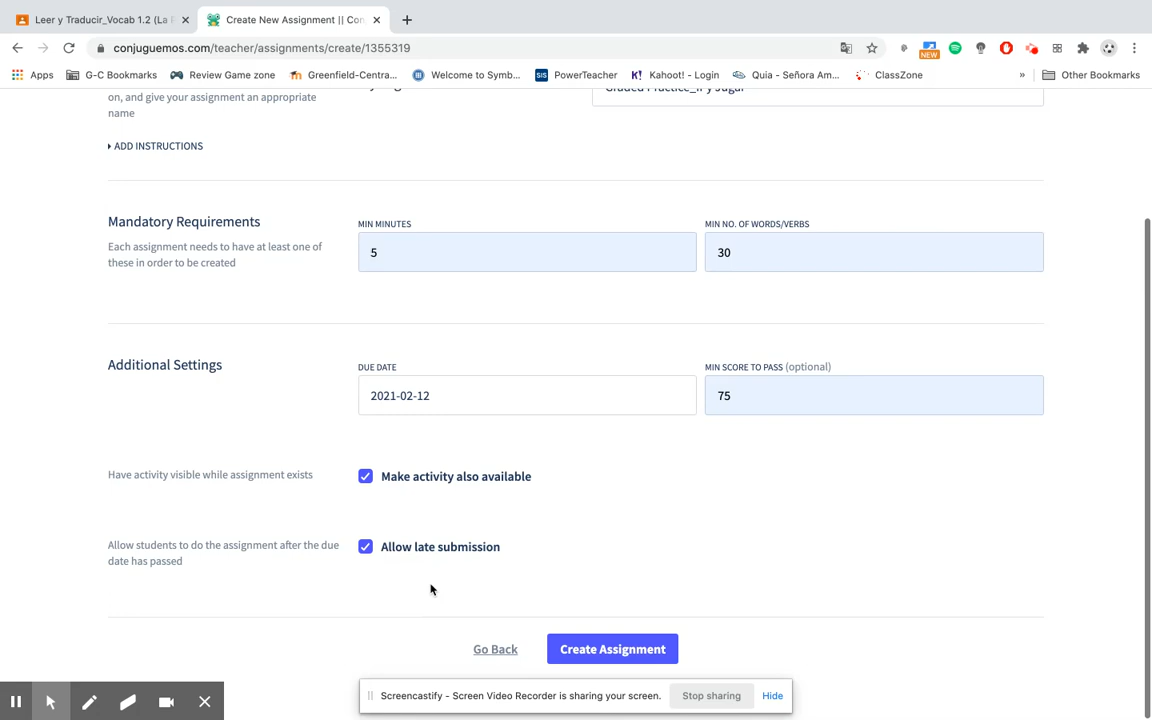 Leer y Traducir_Vocab 1.2 (La
Create New Assignment || Con
conjuguemos.com/teacher/assignments/create/1355319
NEW
Apps
G-C Bookmarks
Review Game zone
Greenfield-Centra...
Welcome to Symb...
SIS
PowerTeacher
K! Kahoot! - Login
Quia - Señora Am...
ClassZone
»
Other Bookmarks
on, and give your assignment an appropriate
name
ADD INSTRUCTIONS
Graded Practice_Ir y Jugar
Mandatory Requirements
Each assignment needs to have at least one of
these in order to be created
MIN MINUTES
5
MIN NO. OF WORDS/VERBS
30
Additional Settings
DUE DATE
2021-02-12
MIN SCORE TO PASS (optional)
75
Have activity visible while assignment exists
Make activity also available
Allow students to do the assignment after the due
date has passed
Allow late submission
Go Back
Create Assignment
Screencastify - Screen Video Recorder is sharing your screen.
Stop sharing
Hide